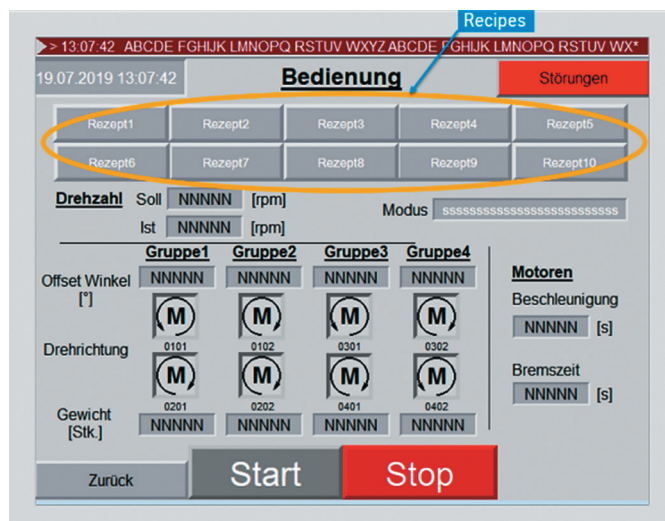 Recipes
> 13:07:42 ABCDE FGHIJK LMNOPQ RSTUV WXYZ ABCDE FGHIJK LMNOPQ RSTUV WX*
19.07.2019 13:07:42 Bedienung Störungen
Rezept1 Rezept2 Rezept3 Rezept4 Rezept5
Rezept6 Rezept7 Rezept8 Rezept9 Rezept10
Drehzahl Soll NNNNN [rpm]
Modus ssssssssssssssssssssssssss
Ist NNNNN [rpm]
Gruppe1 Gruppe2 Gruppe3 Gruppe4
Offset Winkel NNNNN NNNNN NNNNN NNNNN
[°]
M M M M
0101 0102 0301 0302
Drehrichtung
M M M M
0201 0202 0401 0402
Gewicht
[Stk.] NNNNN NNNNN NNNNN NNNNN
Motoren
Beschleunigung
NNNNN [s]
Bremszeit
NNNNN [s]
Zurück Start Stop